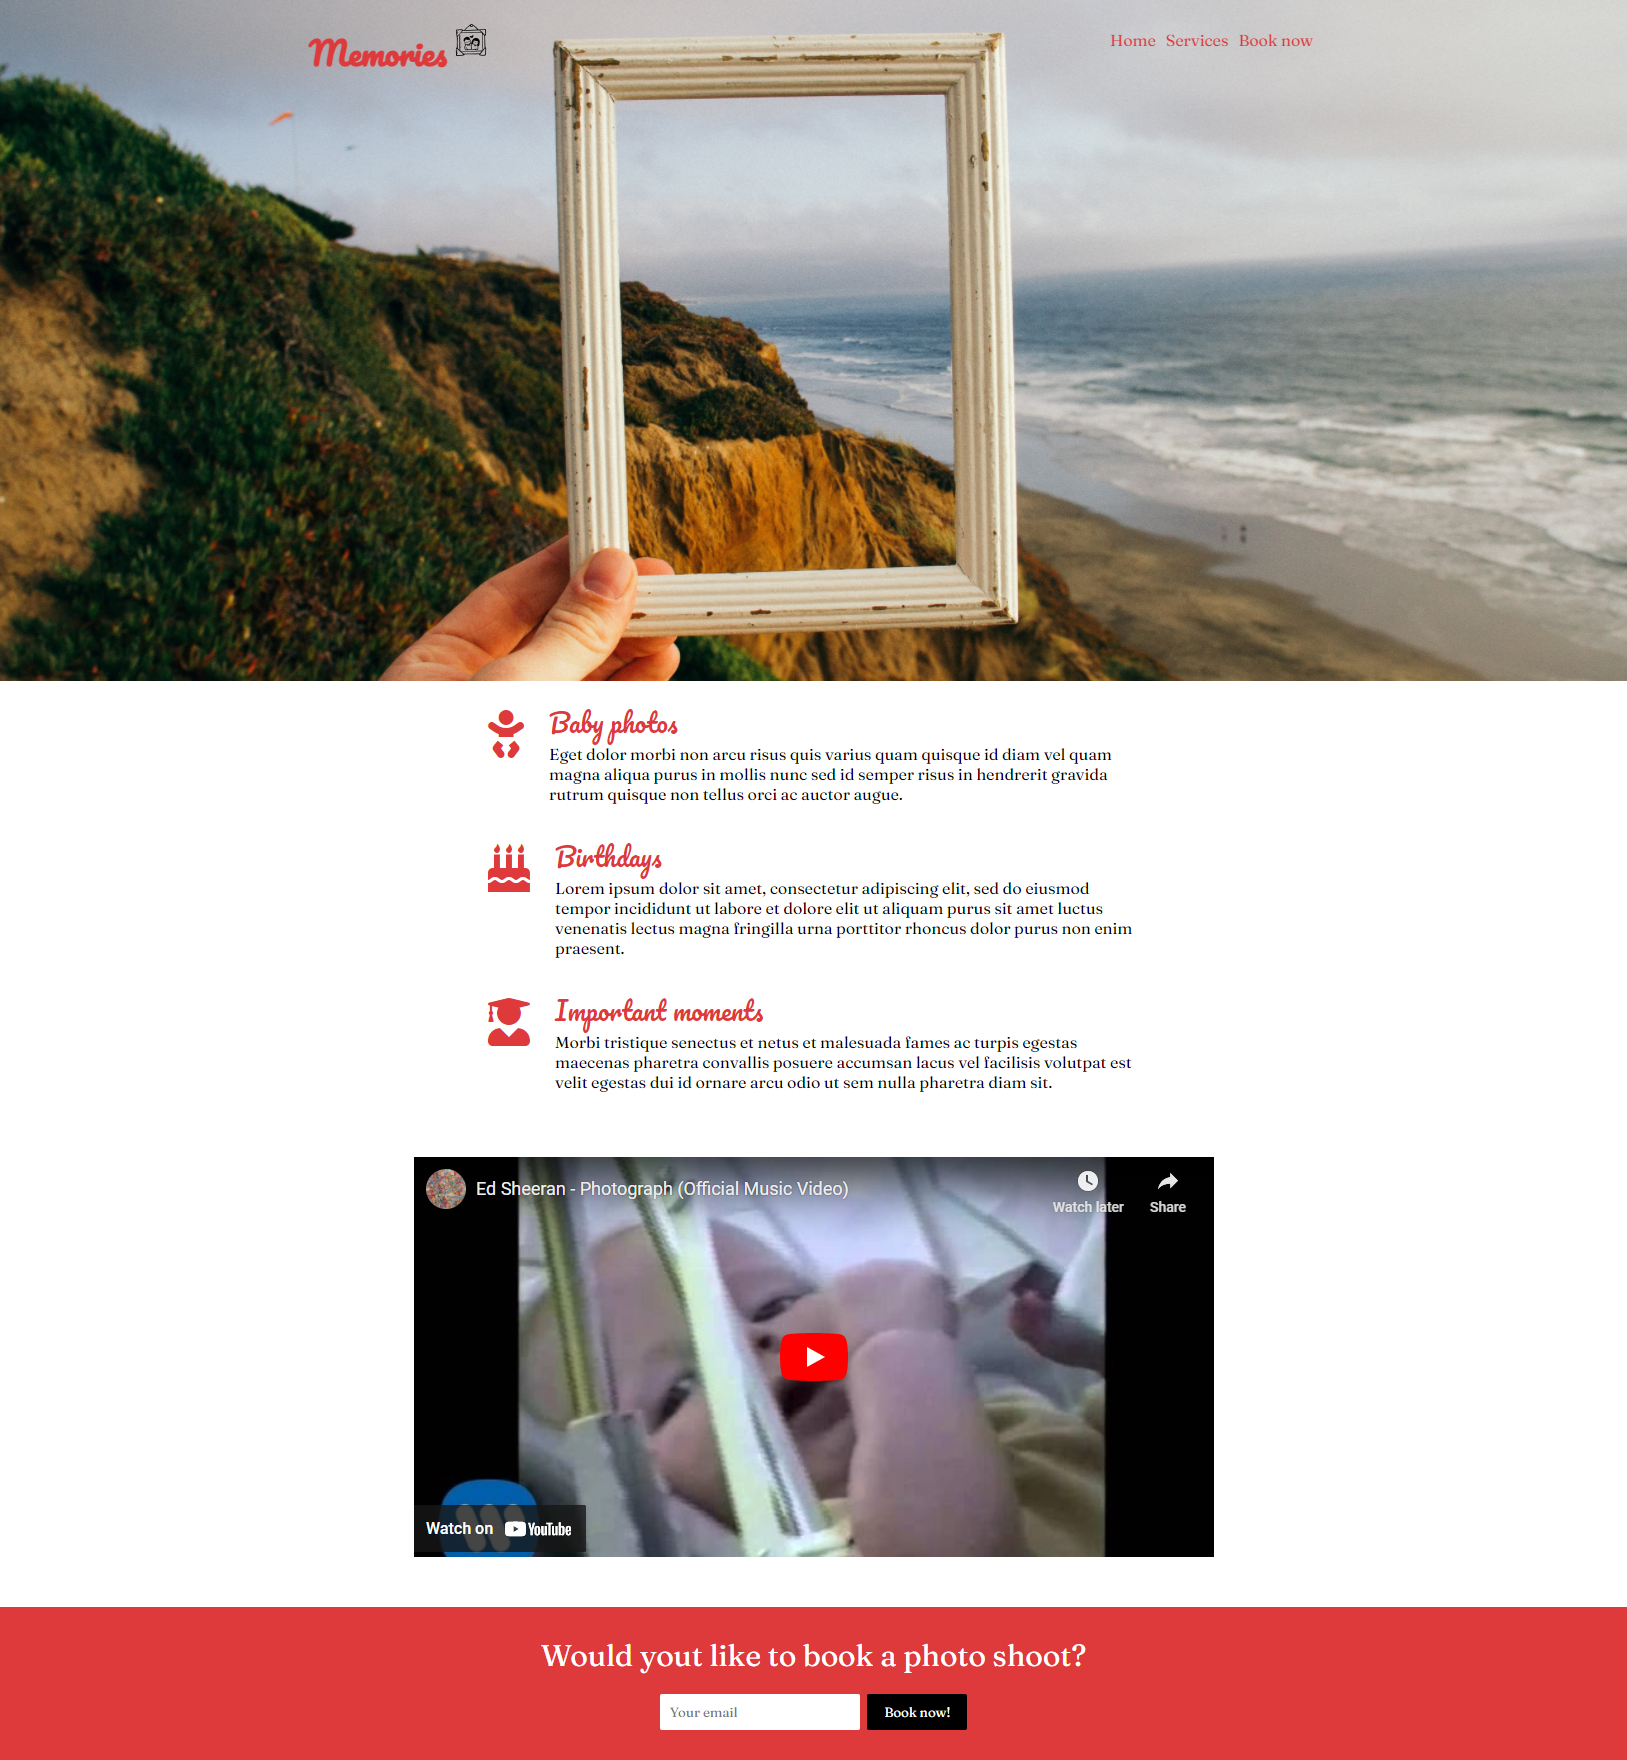 Memories
Home Services Book now
Baby photos
Eget dolor morbi non arcu risus quis varius quam quisque id diam vel quam
magna aliqua purus in mollis nunc sed id semper risus in hendrerit gravida
rutrum quisque non tellus orci ac auctor augue.
Birthdays
Lorem ipsum dolor sit amet, consectetur adipiscing elit, sed do eiusmod
tempor incididunt ut labore et dolore elit ut aliquam purus sit amet luctus
venenatis lectus magna fringilla urna porttitor rhoncus dolor purus non enim
praesent.
Important moments
Morbi tristique senectus et netus et malesuada fames ac turpis egestas
maecenas pharetra convallis posuere accumsan lacus vel facilisis volutpat est
velit egestas dui id ornare arcu odio ut sem nulla pharetra diam sit.
Ed Sheeran - Photograph (Official Music Video)
Watch later Share
Watch on YouTube
Would yout like to book a photo shoot?
Your email Book now!